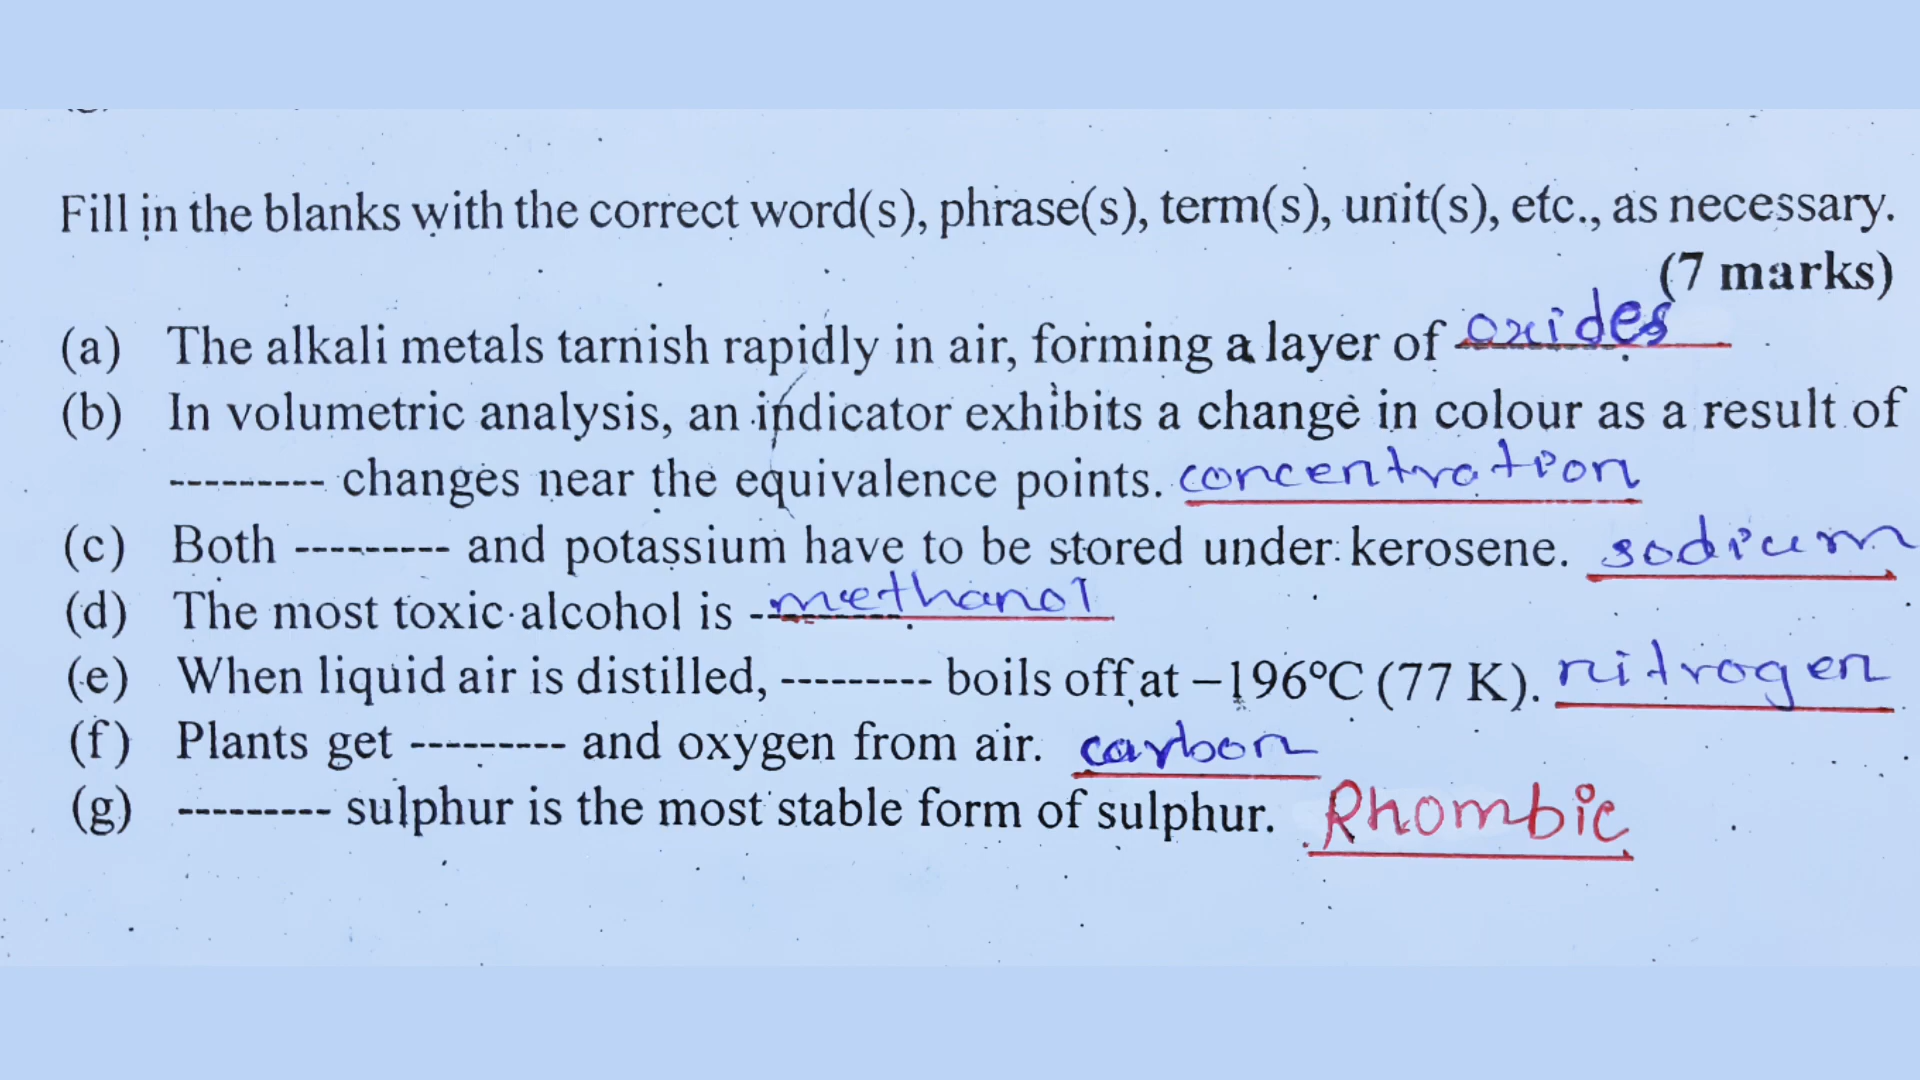 Fill in the blanks with the correct word(s), phrase(s), term(s), unit(s), etc., as necessary.
(7 marks)
(a) The alkali metals tarnish rapidly in air, forming a layer of oxides
(b) In volumetric analysis, an indicator exhibits a change in colour as a result of
--------- changes near the equivalence points. concentration
(c) Both --------- and potassium have to be stored under kerosene. sodium
(d) The most toxic alcohol is --------- methanol.
(e) When liquid air is distilled, --------- boils off at –196°C (77 K). nitrogen
(f) Plants get --------- and oxygen from air. carbon
(g) --------- sulphur is the most stable form of sulphur. Rhombic